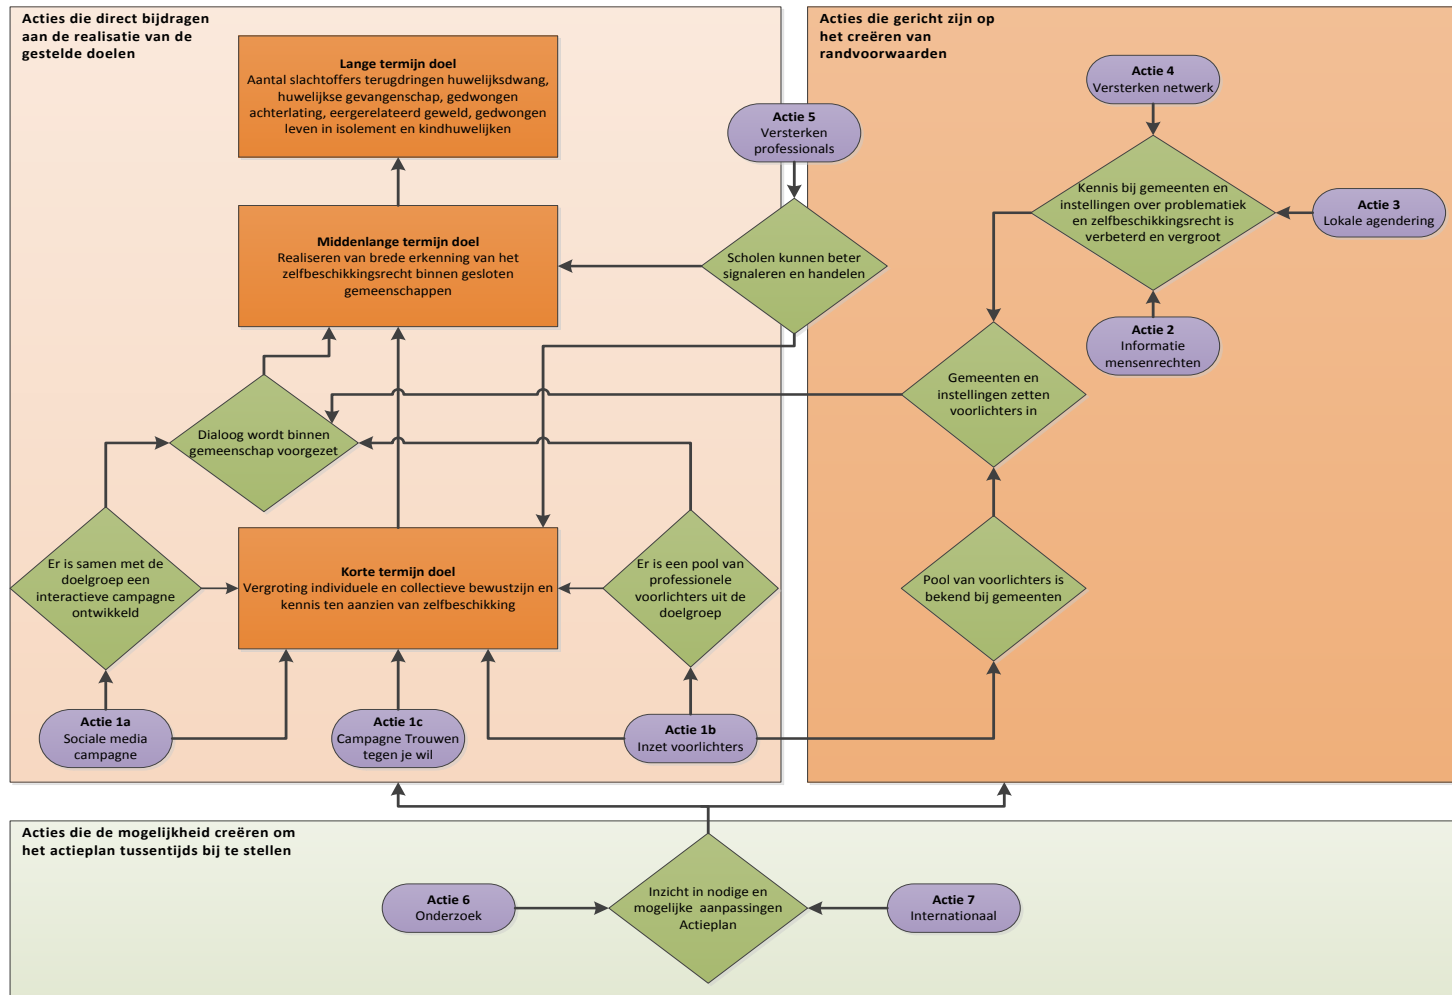 Acties die direct bijdragen
aan de realisatie van de
gestelde doelen
Lange termijn doel
Aantal slachtoffers terugdringen huwelijksdwang,
huwelijkse gevangenschap, gedwongen
achterlating, eergerelateerd geweld, gedwongen
leven in isolement en kindhuwelijken
Middenlange termijn doel
Realiseren van brede erkenning van het
zelfbeschikkingsrecht binnen gesloten
gemeenschappen
Dialoog wordt binnen
gemeenschap voorgezet
Er is samen met de
doelgroep een
interactieve campagne
ontwikkeld
Korte termijn doel
Vergroting individuele en collectieve bewustzijn en
kennis ten aanzien van zelfbeschikking
Er is een pool van
professionele
voorlichters uit de
doelgroep
Actie 1a
Sociale media
campagne
Actie 1c
Campagne Trouwen
tegen je wil
Actie 1b
Inzet voorlichters
Actie 5
Versterken
professionals
Scholen kunnen beter
signaleren en handelen
Acties die gericht zijn op
het creëren van
randvoorwaarden
Actie 4
Versterken netwerk
Kennis bij gemeenten en
instellingen over problematiek
en zelfbeschikkingsrecht is
verbeterd en vergroot
Actie 3
Lokale agendering
Actie 2
Informatie
mensenrechten
Gemeenten en
instellingen zetten
voorlichters in
Pool van voorlichters is
bekend bij gemeenten
Acties die de mogelijkheid creëren om
het actieplan tussentijds bij te stellen
Actie 6
Onderzoek
Inzicht in nodige en
mogelijke aanpassingen
Actieplan
Actie 7
Internationaal